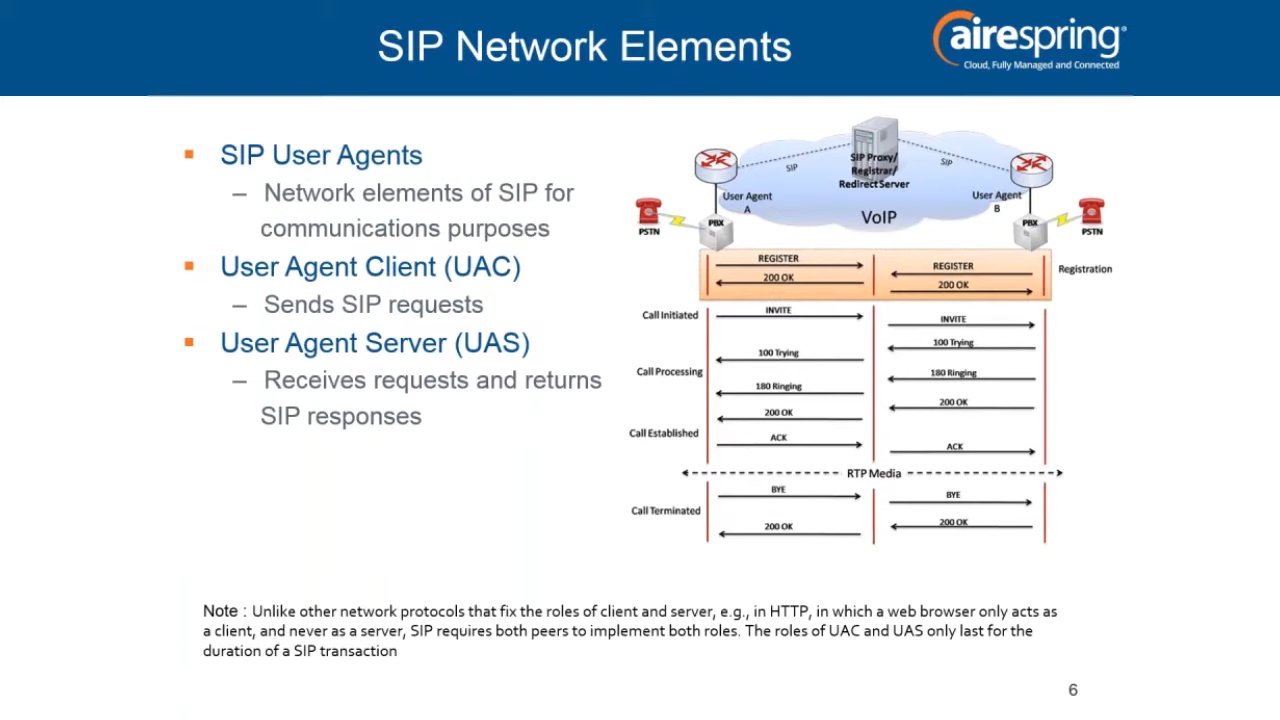 SIP Network Elements
airespring
Cloud, Fully Managed and Connected
▪ SIP User Agents
– Network elements of SIP for
communications purposes
▪ User Agent Client (UAC)
– Sends SIP requests
▪ User Agent Server (UAS)
– Receives requests and returns
SIP responses
SIP
SIP Proxy/
Registrar/
Redirect Server
SIP
User Agent
A
User Agent
B
VoIP
PSTN
PBX
PBX
PSTN
REGISTER
REGISTER
Registration
200 OK
200 OK
Call Initiated
INVITE
INVITE
100 Trying
100 Trying
Call Processing
180 Ringing
180 Ringing
200 OK
200 OK
Call Established
ACK
ACK
RTP Media
BYE
BYE
Call Terminated
200 OK
200 OK
Note : Unlike other network protocols that fix the roles of client and server, e.g., in HTTP, in which a web browser only acts as
a client, and never as a server, SIP requires both peers to implement both roles. The roles of UAC and UAS only last for the
duration of a SIP transaction
6